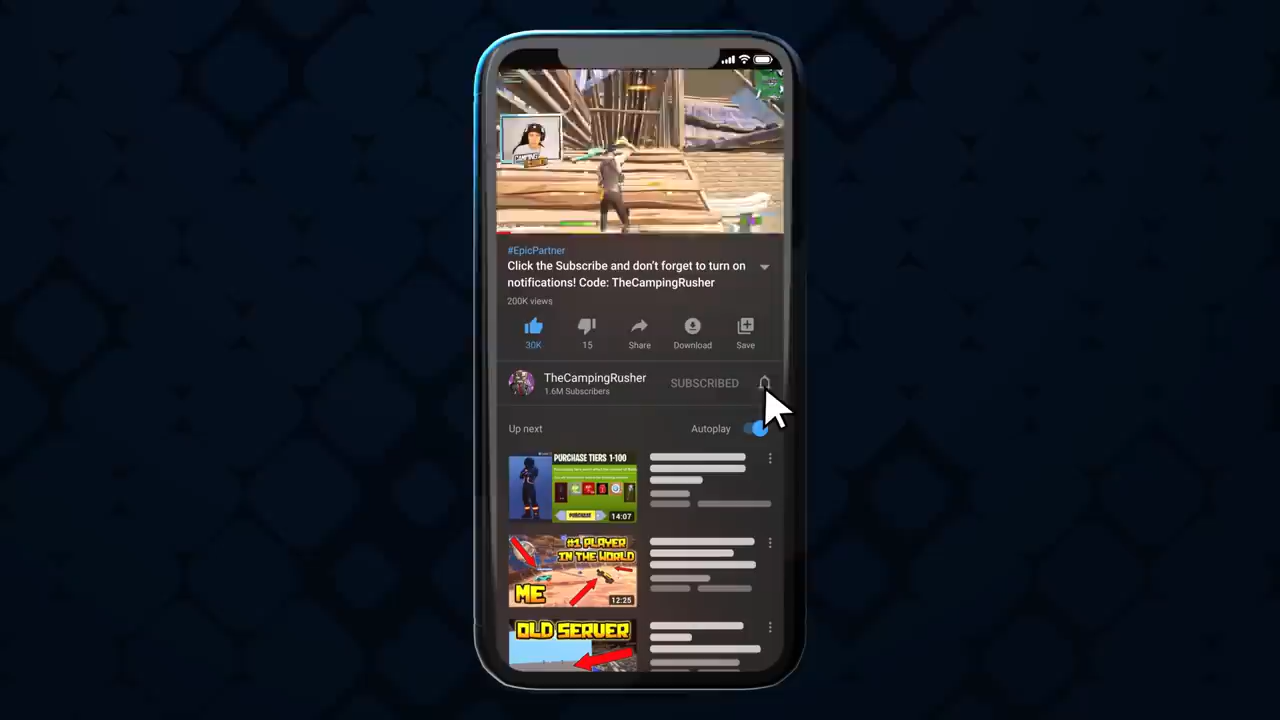 #EpicPartner
Click the Subscribe and don't forget to turn on
notifications! Code: TheCampingRusher
200K views
30K
15
Share
Download
Save
TheCampingRusher
1.6M Subscribers
SUBSCRIBED
Up next
Autoplay
PURCHASE TIERS 1-100
PURCHASE
14:07
#1 PLAYER
IN THE WORLD
ME
12:25
OLD SERVER